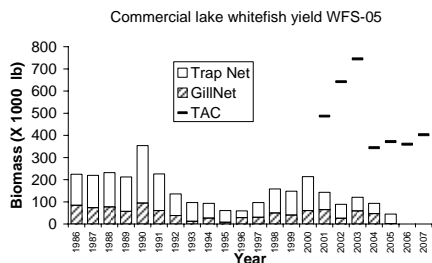 Commercial lake whitefish yield WFS-05
Biomass (X 1000 lb)
800
700
600
500
400
300
200
100
0
Trap Net
GillNet
TAC
1986 1987 1988 1989 1990 1991 1992 1993 1994 1995 1996 1997 1998 1999 2000 2001 2002 2003 2004 2005 2006 2007
Year